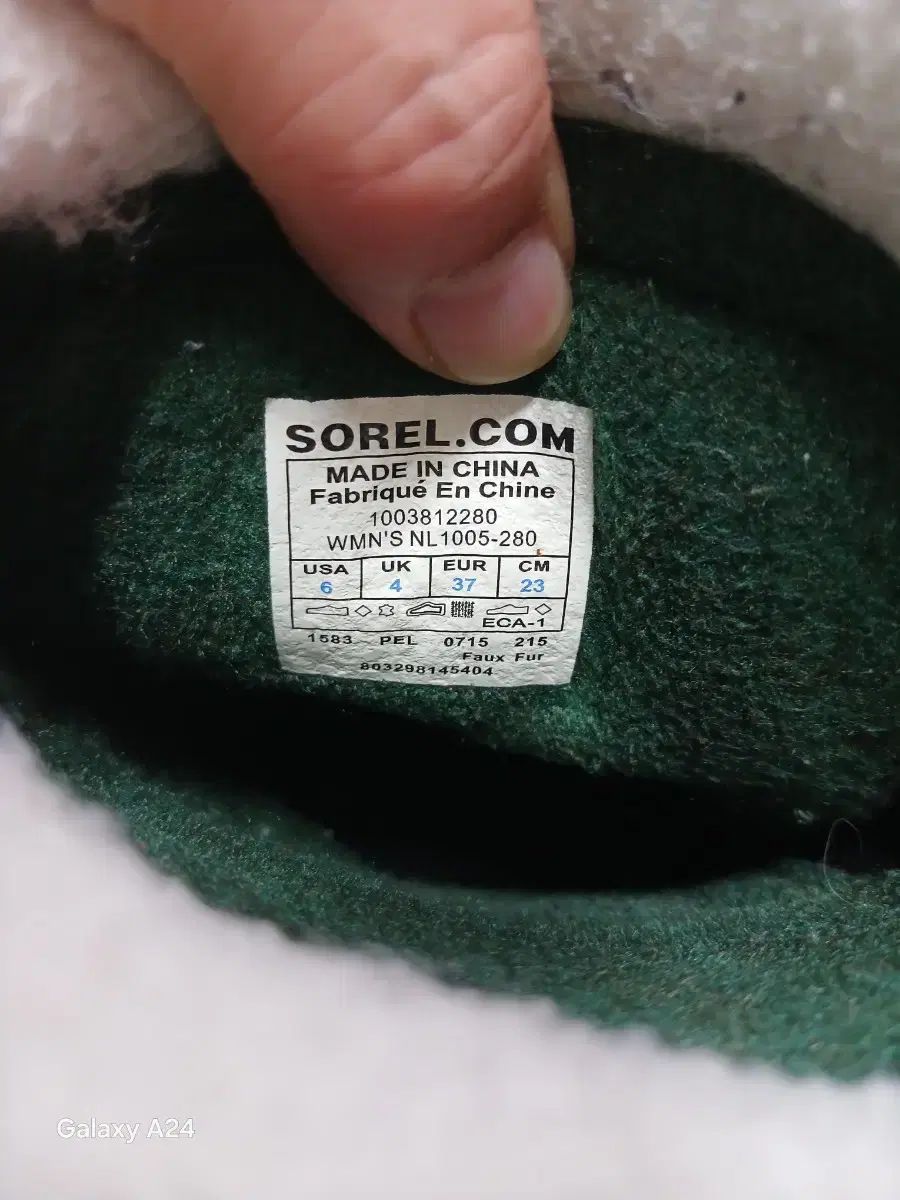 SOREL.COM
MADE IN CHINA
Fabriqué En Chine
1003812280
WMN'S NL1005-280
USA UK EUR CM
6 4 37 23
ECA-1
1583 PEL 0715 215
Faux Fur
803298145404
Galaxy A24